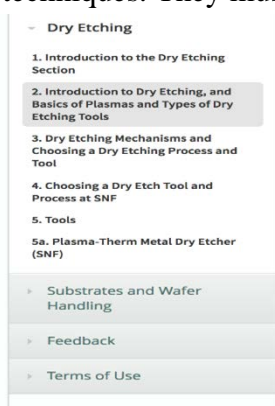 Dry Etching
1. Introduction to the Dry Etching
Section
2. Introduction to Dry Etching, and
Basics of Plasmas and Types of Dry
Etching Tools
3. Dry Etching Mechanisms and
Choosing a Dry Etching Process and
Tool
4. Choosing a Dry Etch Tool and
Process at SNF
5. Tools
5a. Plasma-Therm Metal Dry Etcher
(SNF)
Substrates and Wafer
Handling
Feedback
Terms of Use